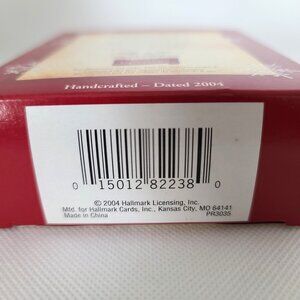 Handcrafted – Dated 2004
0 15012 82238 0
© 2004 Hallmark Licensing, Inc.
Mfd. for Hallmark Cards, Inc., Kansas City, MO 64141
Made in China PR3035